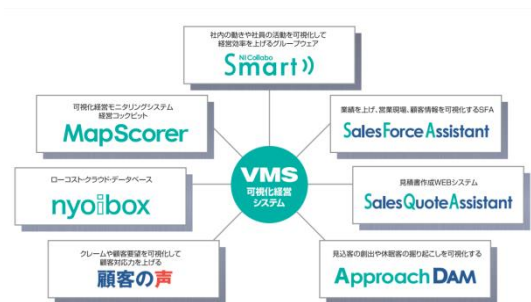 社内の動きや社員の活動を可視化して
経営効率を上げるグループウェア
NI Collabo
Smart
可視化経営モニタリングシステム
経営コックピット
MapScorer
業績を上げ、営業現場、顧客情報を可視化するSFA
SalesForceAssistant
VMS
可視化経営
システム
ローコスト・クラウド・データベース
nyoibox
見積書作成WEBシステム
SalesQuoteAssistant
クレームや顧客要望を可視化して
顧客対応力を上げる
顧客の声
見込客の創出や休眠客の掘り起こしを可視化する
ApproachDAM